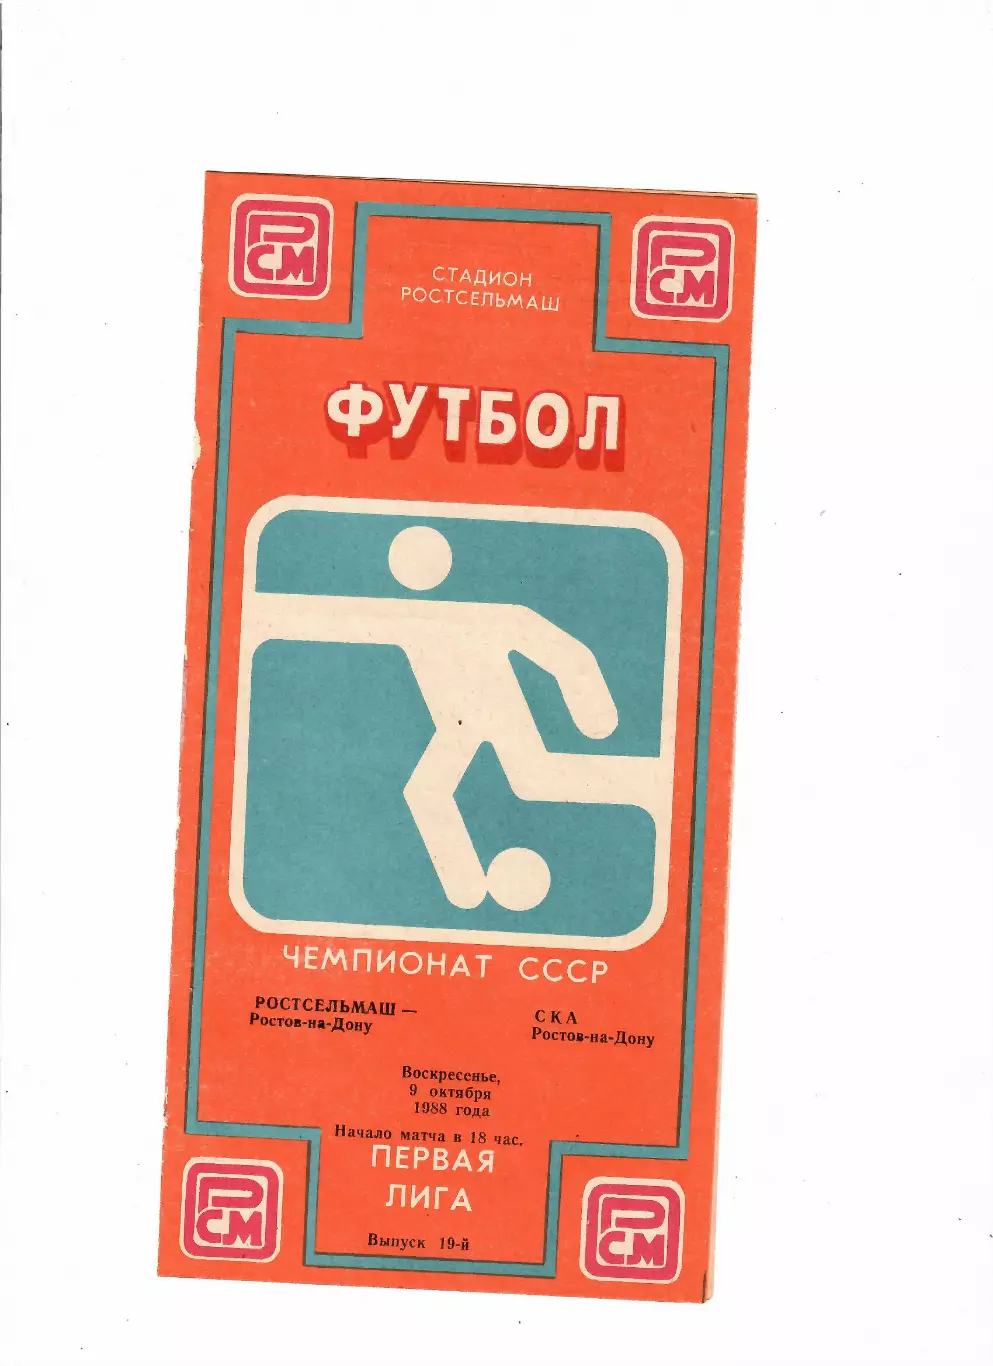 РСМ
РСМ
СТАДИОН
РОСТСЕЛЬМАШ
ФУТБОЛ
ЧЕМПИОНАТ СССР
РОСТСЕЛЬМАШ —
Ростов-на-Дону
СКА
Ростов-на-Дону
Воскресенье,
9 октября
1988 года
Начало матча в 18 час.
ПЕРВАЯ
ЛИГА
Выпуск 19-й
РСМ
РСМ